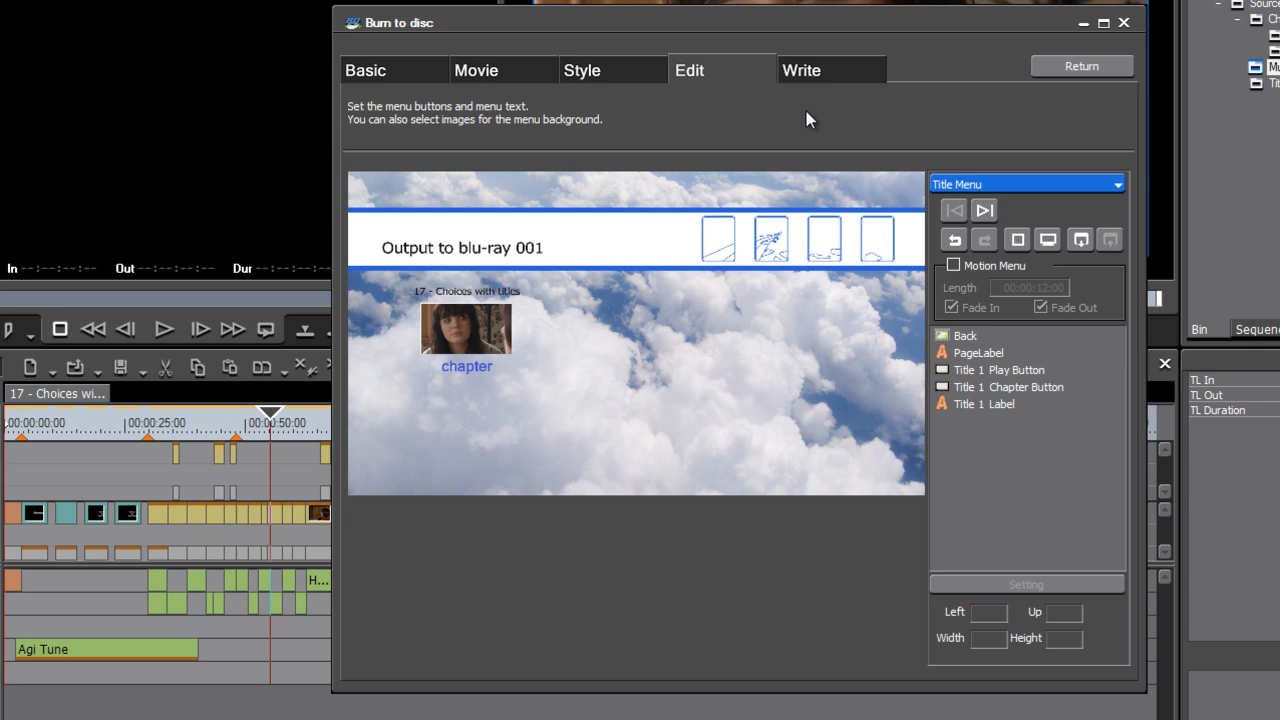 Burn to disc
Basic
Movie
Style
Edit
Write
Return
Set the menu buttons and menu text.
You can also select images for the menu background.
Output to blu-ray 001
17 - Choices with titles
chapter
Title Menu
Motion Menu
Length
00:00:12:00
Fade In
Fade Out
Back
PageLabel
Title 1 Play Button
Title 1 Chapter Button
Title 1 Label
Setting
Left
Up
Width
Height
In --:--:--:--
Out --:--:--:--
Dur --:--:--:--
17 - Choices wi...
00:00:00:00
00:00:25:00
00:00:50:00
H...
Agi Tune
Bin
TL In
TL Out
TL Duration